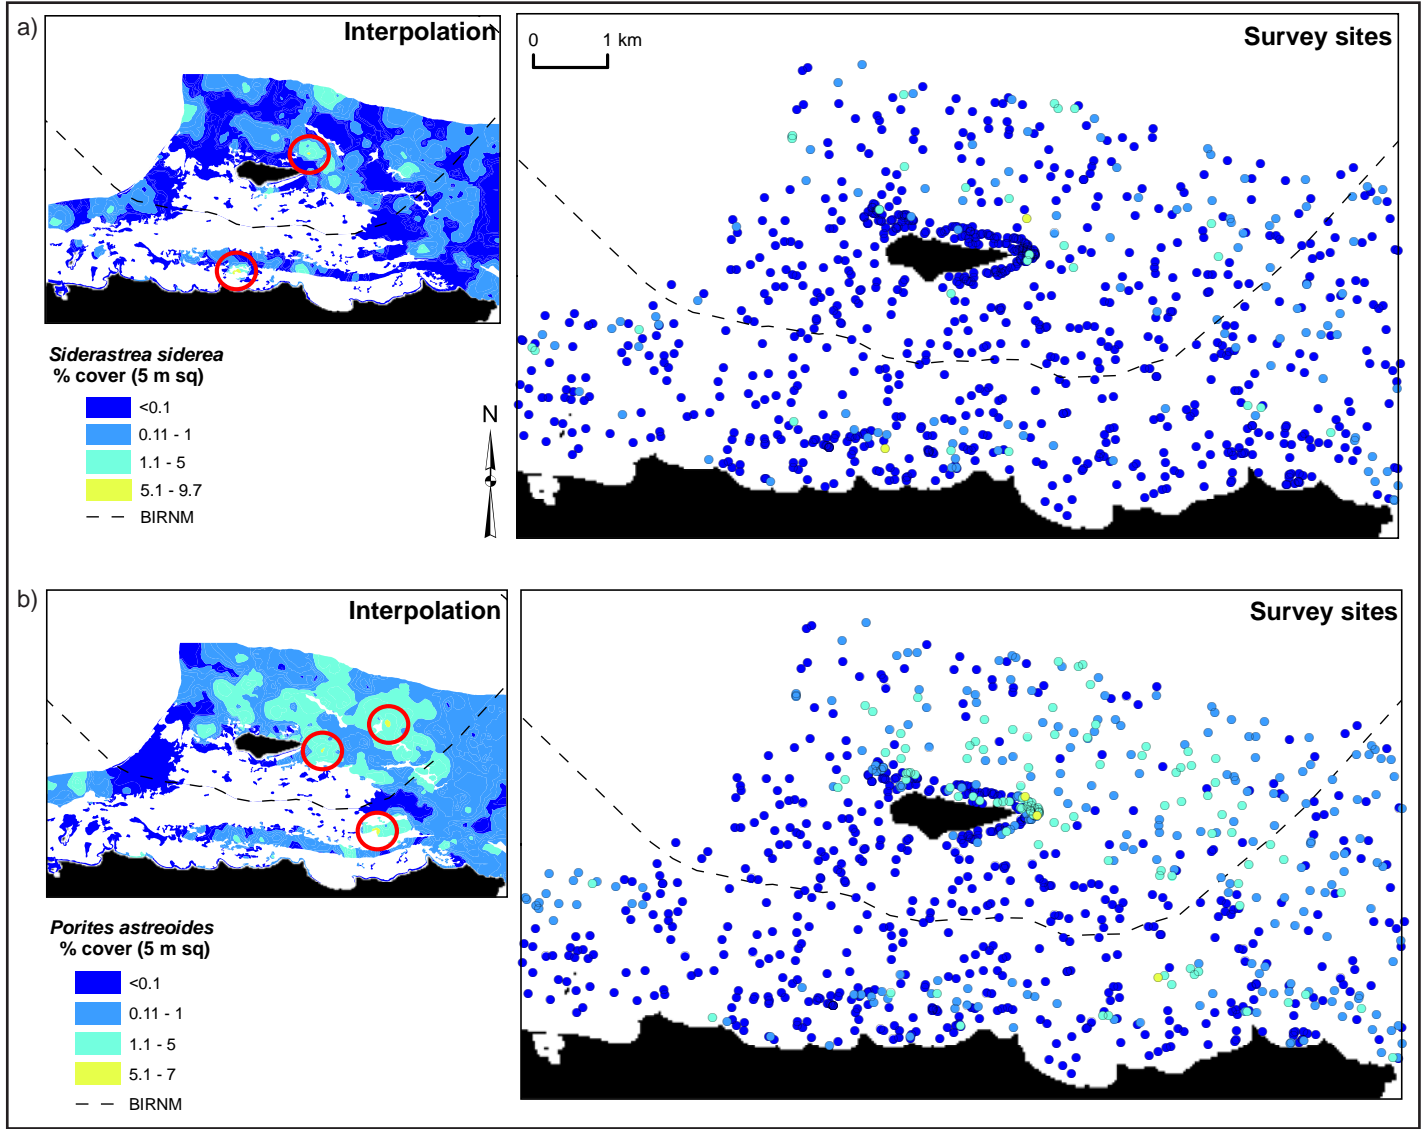 a)
Interpolation
Survey sites
0 1 km
Siderastrea siderea
% cover (5 m sq)
<0.1
0.11 - 1
1.1 - 5
5.1 - 9.7
BIRNM
N
b)
Interpolation
Survey sites
Porites astreoides
% cover (5 m sq)
<0.1
0.11 - 1
1.1 - 5
5.1 - 7
BIRNM